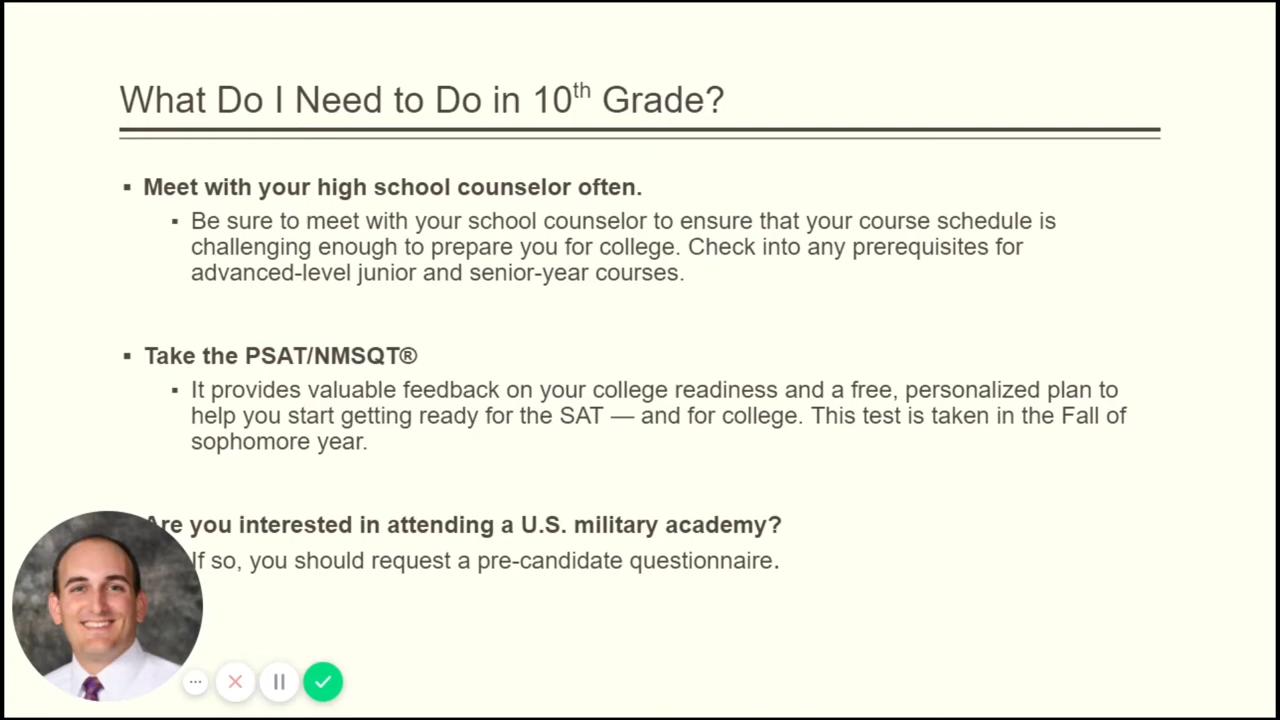 What Do I Need to Do in 10th Grade?
▪ Meet with your high school counselor often.
▪ Be sure to meet with your school counselor to ensure that your course schedule is
challenging enough to prepare you for college. Check into any prerequisites for
advanced-level junior and senior-year courses.
▪ Take the PSAT/NMSQT®
▪ It provides valuable feedback on your college readiness and a free, personalized plan to
help you start getting ready for the SAT — and for college. This test is taken in the Fall of
sophomore year.
Are you interested in attending a U.S. military academy?
If so, you should request a pre-candidate questionnaire.